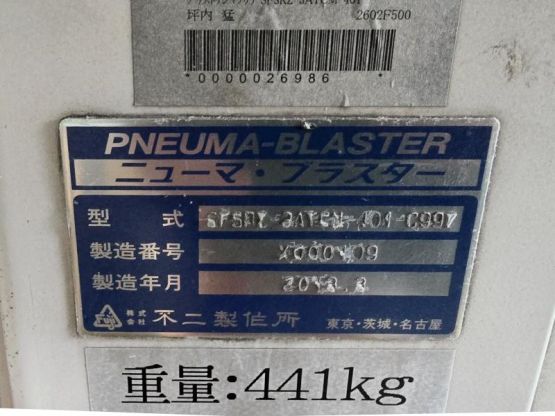 坪内 猛 2602F500
*0000026986*
PNEUMA-BLASTER
ニューマ・ブラスター
型 式
製造番号
製造年月
株式会社 不二製作所 東京・茨城・名古屋
重量:441kg